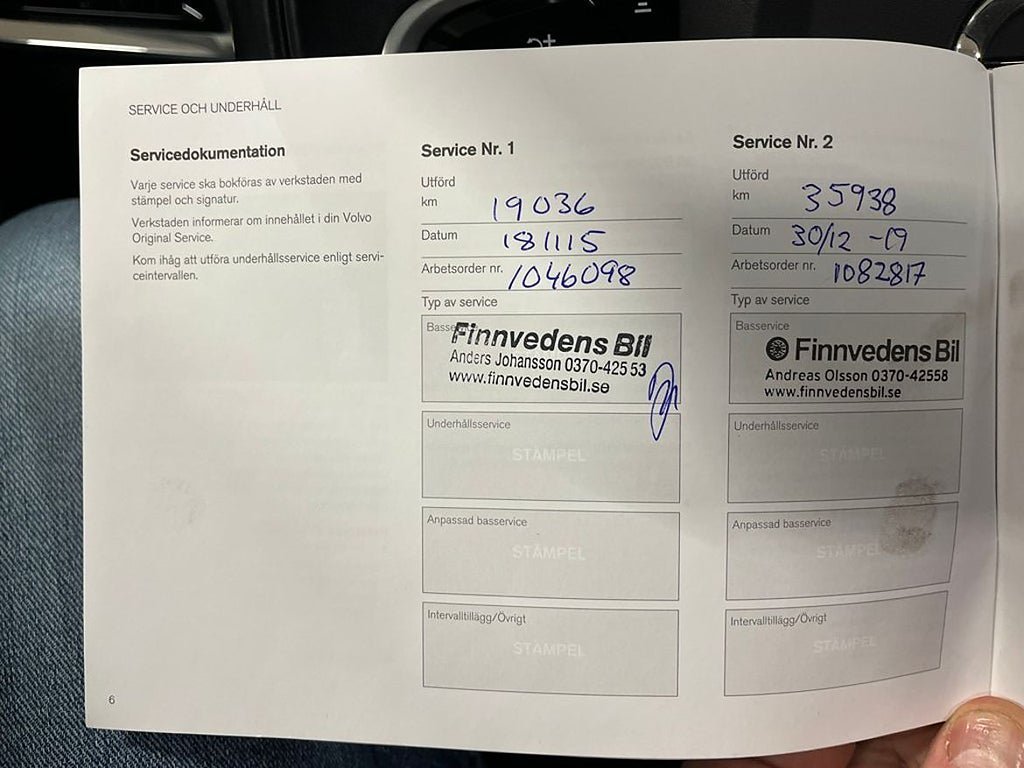 SERVICE OCH UNDERHÅLL
Servicedokumentation
Varje service ska bokföras av verkstaden med
stämpel och signatur.
Verkstaden informerar om innehållet i din Volvo
Original Service.
Kom ihåg att utföra underhållsservice enligt servi-
ceintervallen.
6
Service Nr. 1
Utförd
km 19036
Datum 181115
Arbetsorder nr. 1046098
Typ av service
Finnvedens Bil
Anders Johansson 0370-425 53
www.finnvedensbil.se
Underhållsservice
STÄMPEL
Anpassad basservice
STÄMPEL
Intervalltillägg/Övrigt
STÄMPEL
Service Nr. 2
Utförd
km 35938
Datum 30/12 -19
Arbetsorder nr. 1082817
Typ av service
Basservice
Finnvedens Bil
Andreas Olsson 0370-42558
www.finnvedensbil.se
Underhållsservice
STÄMPEL
Anpassad basservice
STÄMPEL
Intervalltillägg/Övrigt
STÄMPEL